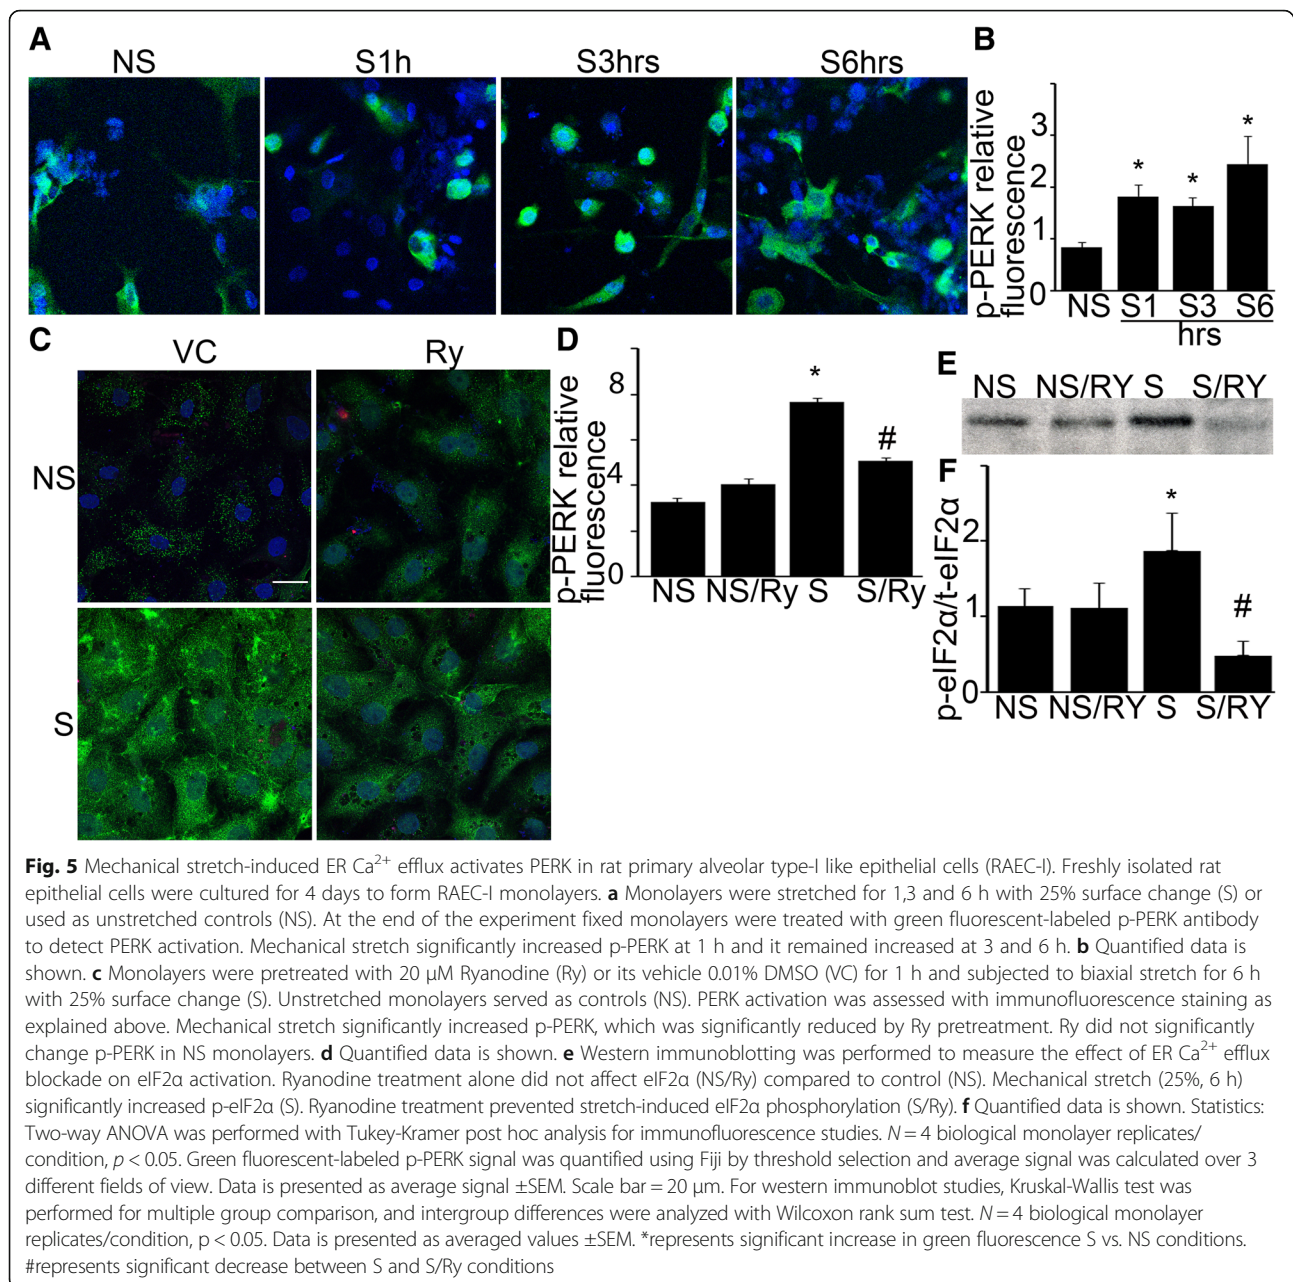 A
NS
S1h
S3hrs
S6hrs
B
p-PERK relative
fluorescence
3
2
1
0
*
*
*
NS
S1
S3
S6
hrs
C
VC
Ry
NS
S
D
p-PERK relative
fluorescence
8
4
0
*
#
NS
NS/Ry
S
S/Ry
E
NS
NS/RY
S
S/RY
F
p-eIF2α/t-eIF2α
2
1
0
*
#
NS
NS/RY
S
S/RY
Fig. 5 Mechanical stretch-induced ER Ca²⁺ efflux activates PERK in rat primary alveolar type-I like epithelial cells (RAEC-I). Freshly isolated rat
epithelial cells were cultured for 4 days to form RAEC-I monolayers. a Monolayers were stretched for 1,3 and 6 h with 25% surface change (S) or
used as unstretched controls (NS). At the end of the experiment fixed monolayers were treated with green fluorescent-labeled p-PERK antibody
to detect PERK activation. Mechanical stretch significantly increased p-PERK at 1 h and it remained increased at 3 and 6 h. b Quantified data is
shown. c Monolayers were pretreated with 20 μM Ryanodine (Ry) or its vehicle 0.01% DMSO (VC) for 1 h and subjected to biaxial stretch for 6 h
with 25% surface change (S). Unstretched monolayers served as controls (NS). PERK activation was assessed with immunofluorescence staining as
explained above. Mechanical stretch significantly increased p-PERK, which was significantly reduced by Ry pretreatment. Ry did not significantly
change p-PERK in NS monolayers. d Quantified data is shown. e Western immunoblotting was performed to measure the effect of ER Ca²⁺ efflux
blockade on eIF2α activation. Ryanodine treatment alone did not affect eIF2α (NS/Ry) compared to control (NS). Mechanical stretch (25%, 6 h)
significantly increased p-eIF2α (S). Ryanodine treatment prevented stretch-induced eIF2α phosphorylation (S/Ry). f Quantified data is shown. Statistics:
Two-way ANOVA was performed with Tukey-Kramer post hoc analysis for immunofluorescence studies. N = 4 biological monolayer replicates/
condition, p < 0.05. Green fluorescent-labeled p-PERK signal was quantified using Fiji by threshold selection and average signal was calculated over 3
different fields of view. Data is presented as average signal ±SEM. Scale bar = 20 μm. For western immunoblot studies, Kruskal-Wallis test was
performed for multiple group comparison, and intergroup differences were analyzed with Wilcoxon rank sum test. N = 4 biological monolayer
replicates/condition, p < 0.05. Data is presented as averaged values ±SEM. *represents significant increase in green fluorescence S vs. NS conditions.
#represents significant decrease between S and S/Ry conditions